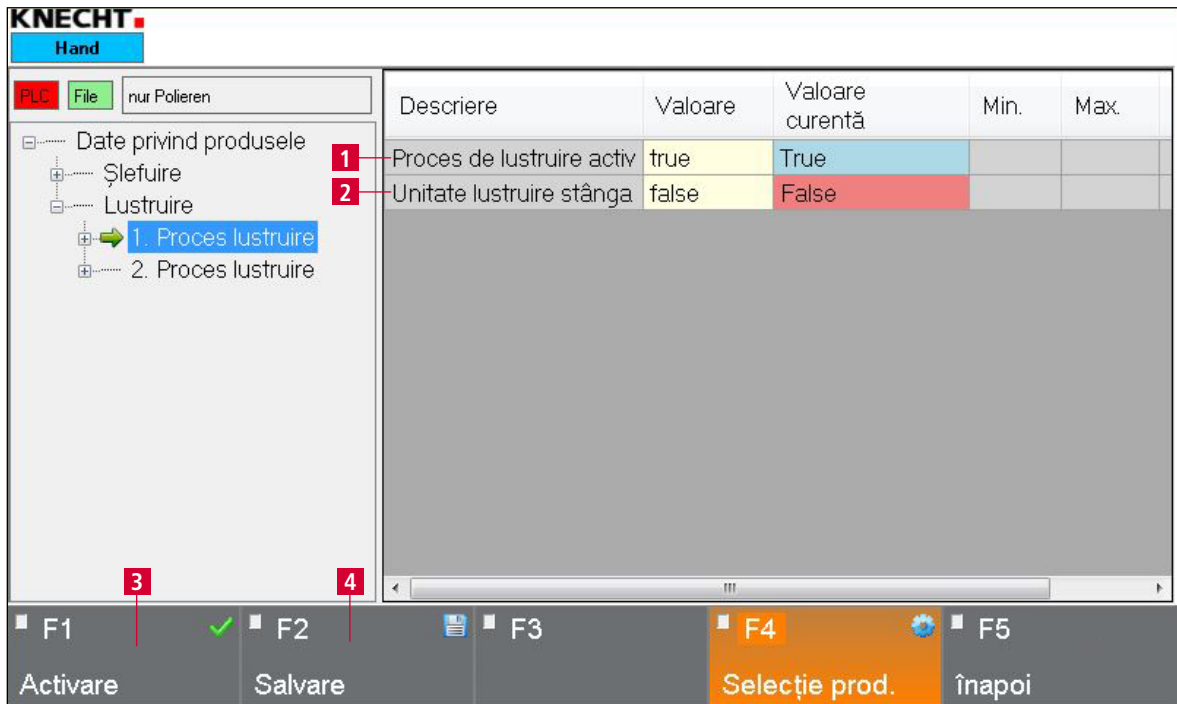 KNECHT
Hand
PLC File nur Polieren
Date privind produsele
Șlefuire
Lustruire
1. Proces lustruire
2. Proces lustruire
Descriere Valoare Valoare curentă Min. Max.
1 Proces de lustruire activ true True
2 Unitate lustruire stânga false False
3 4
F1 F2 F3 F4 F5
Activare Salvare Selecție prod. înapoi